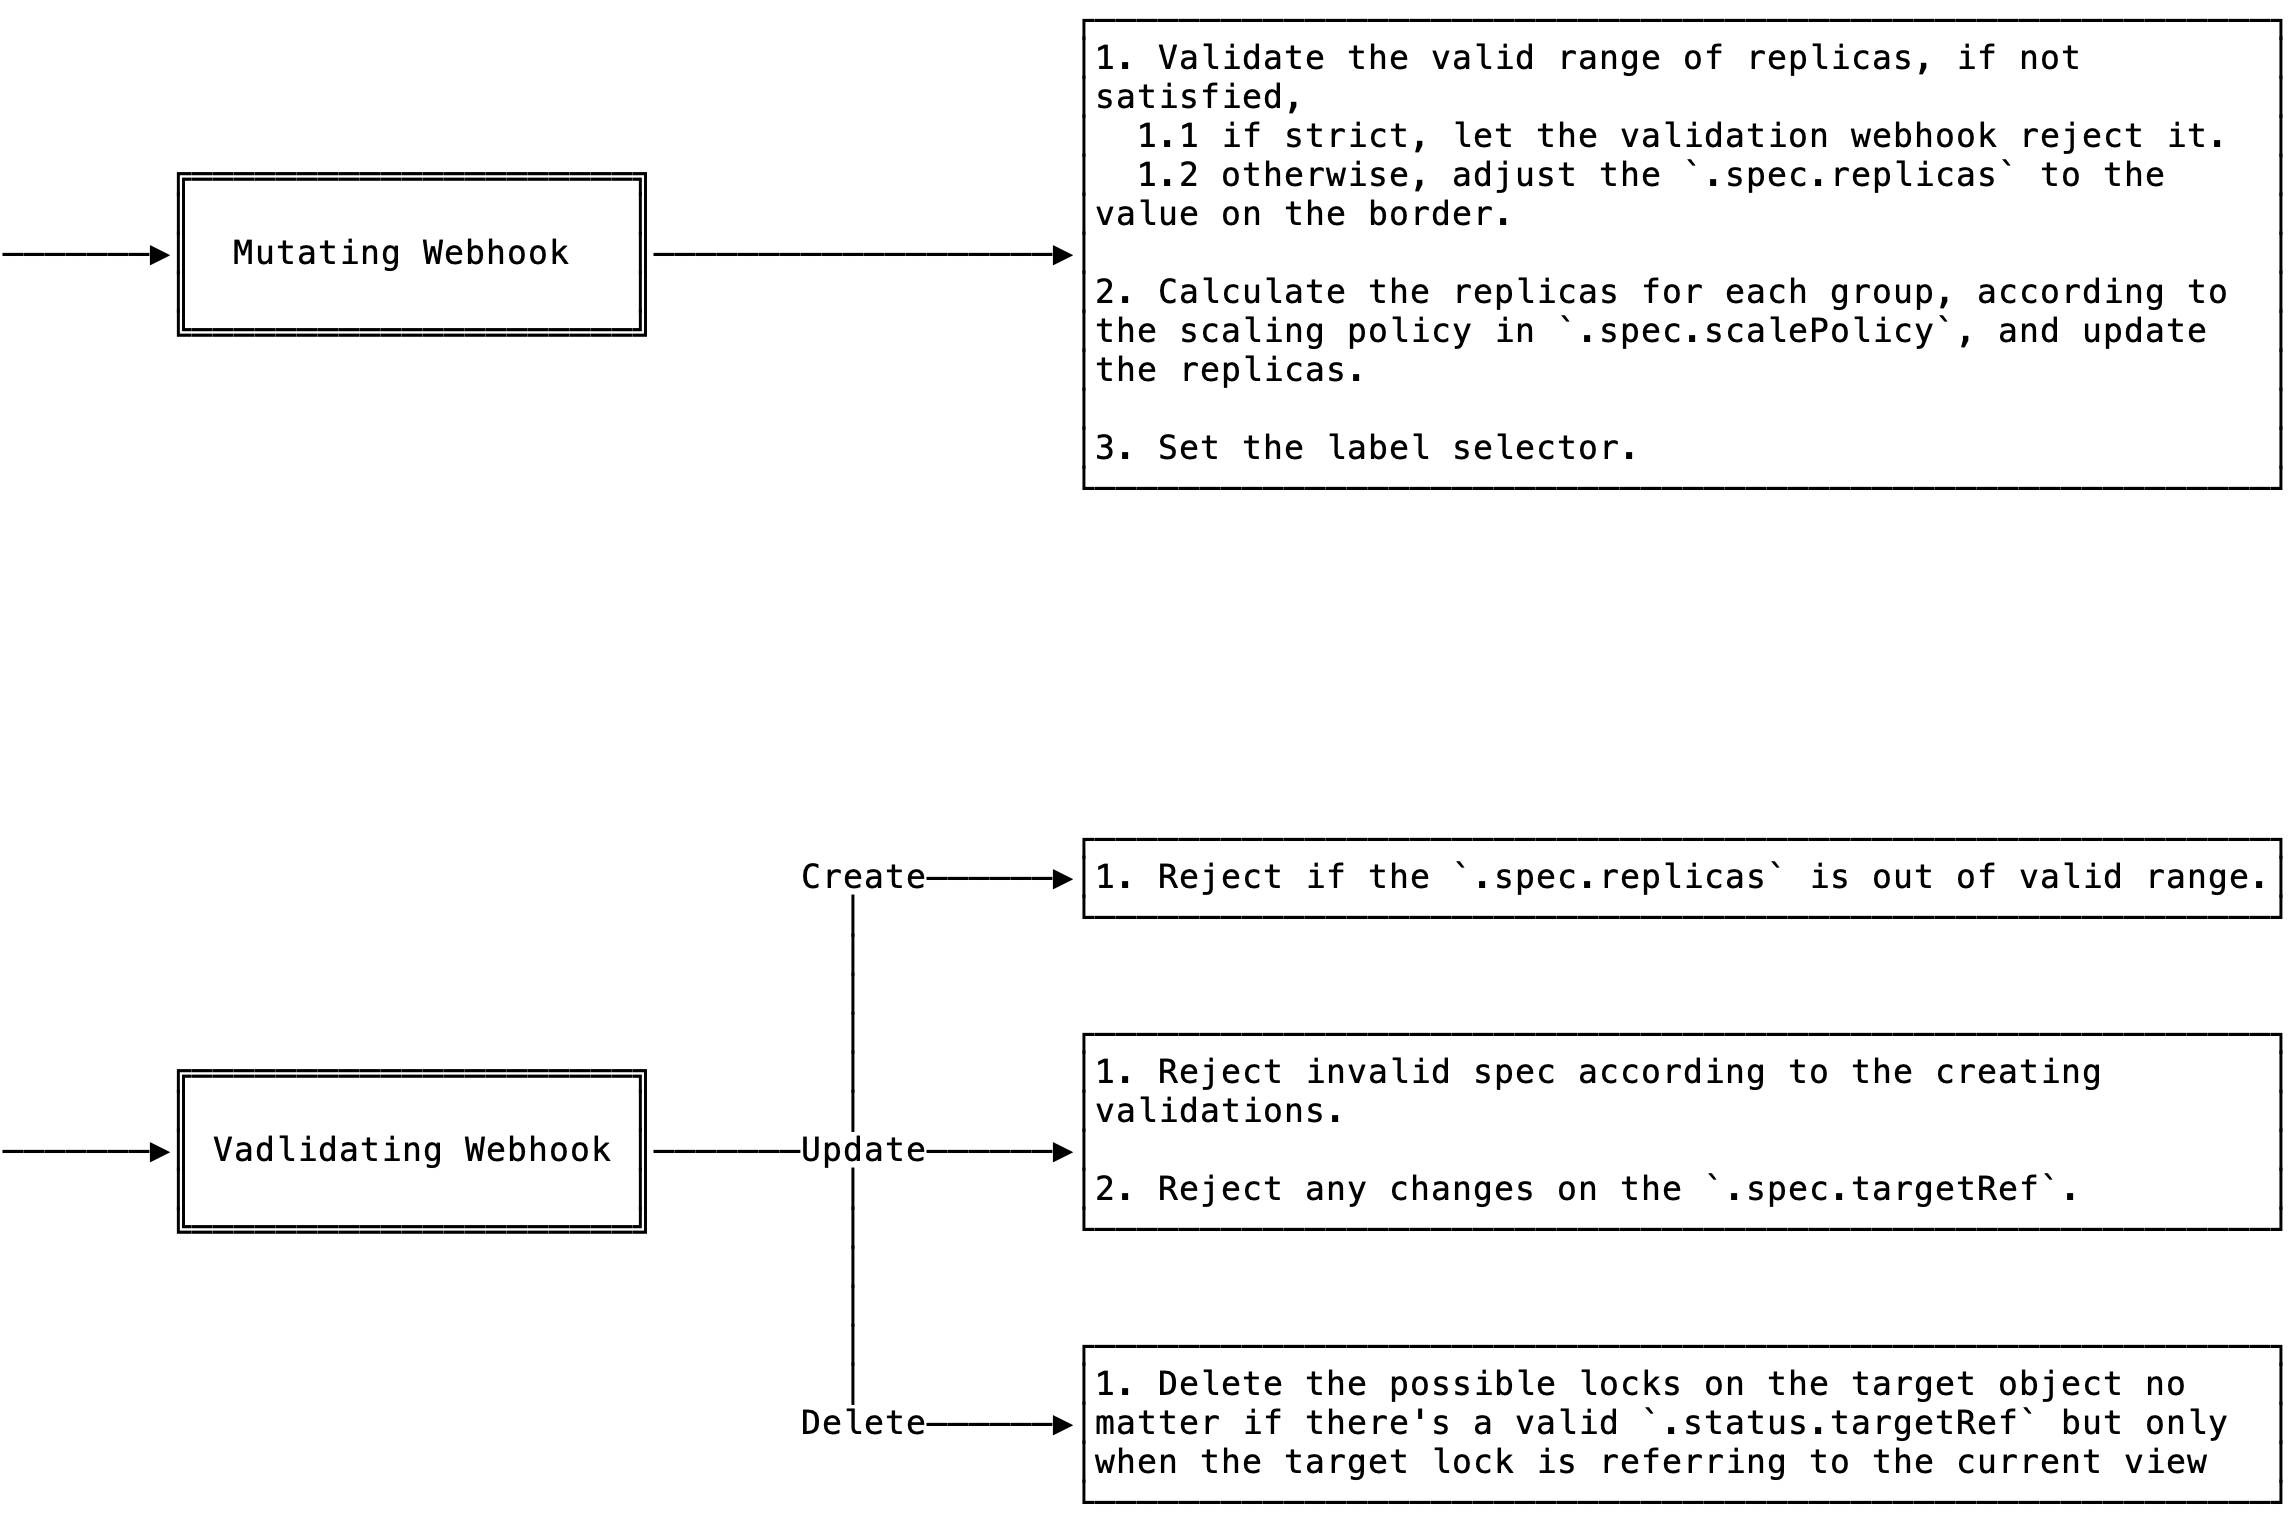 1. Validate the valid range of replicas, if not
satisfied,
  1.1 if strict, let the validation webhook reject it.
  1.2 otherwise, adjust the `.spec.replicas` to the
value on the border.
Mutating Webhook
2. Calculate the replicas for each group, according to
the scaling policy in `.spec.scalePolicy`, and update
the replicas.
3. Set the label selector.
Create
1. Reject if the `.spec.replicas` is out of valid range.
Vadlidating Webhook
Update
1. Reject invalid spec according to the creating
validations.
2. Reject any changes on the `.spec.targetRef`.
Delete
1. Delete the possible locks on the target object no
matter if there's a valid `.status.targetRef` but only
when the target lock is referring to the current view